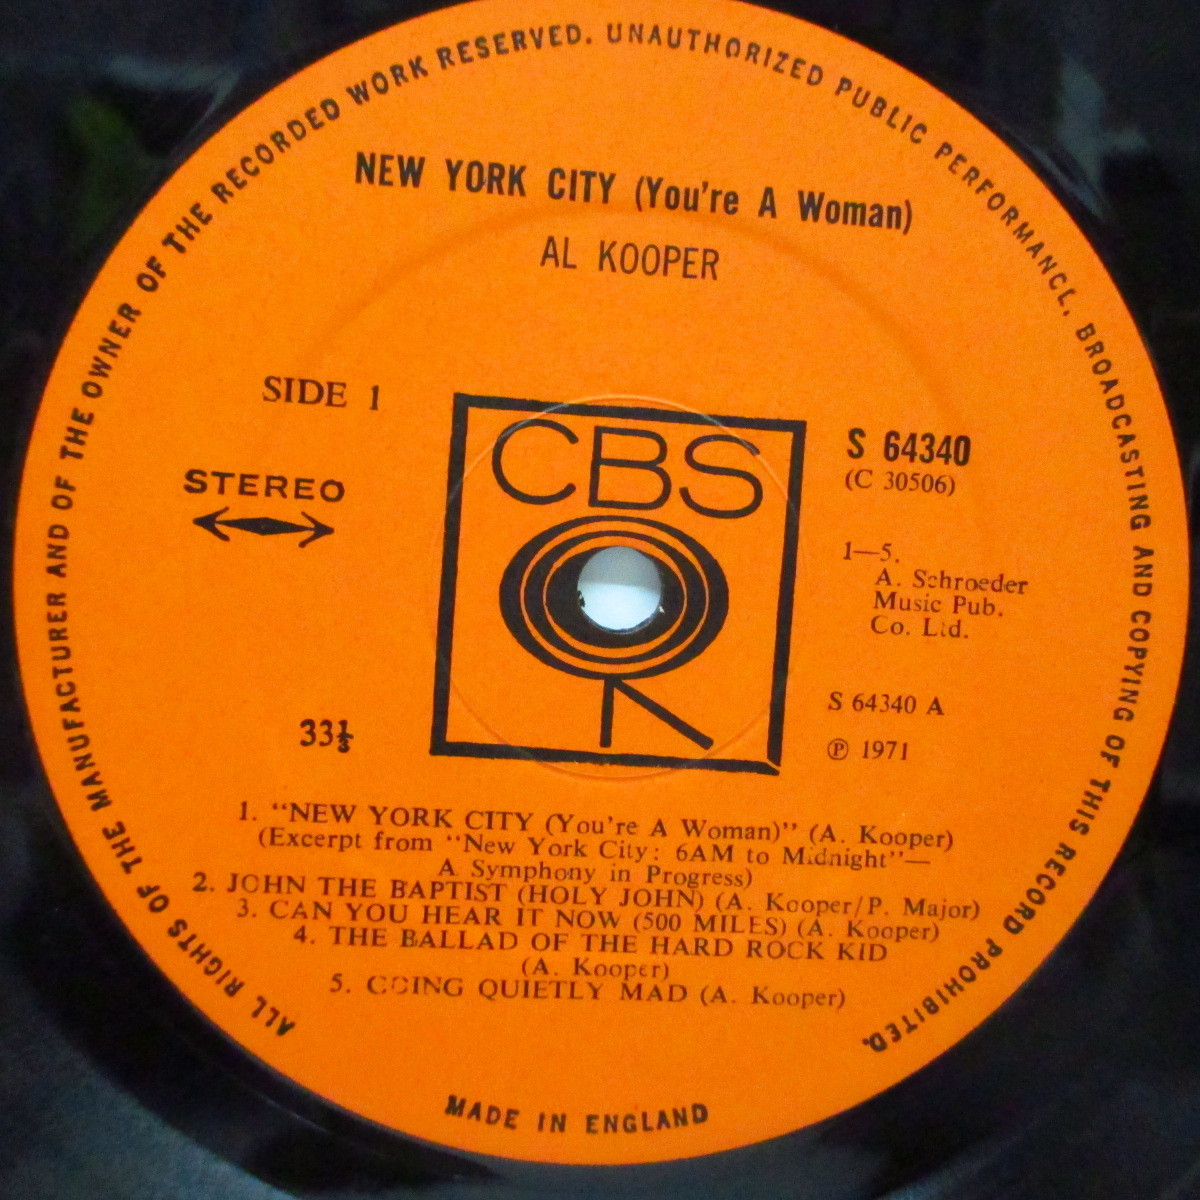 ALL RIGHTS OF THE MANUFACTURER AND OF THE OWNER OF THE RECORDED WORK RESERVED. UNAUTHORIZED PUBLIC PERFORMANCE, BROADCASTING AND COPYING OF THIS RECORD PROHIBITED.
NEW YORK CITY (You're A Woman)
AL KOOPER
SIDE 1
STEREO
33⅓
CBS
S 64340
(C 30506)
1—5.
A. Schroeder
Music Pub.
Co. Ltd.
S 64340 A
Ⓟ 1971
1. "NEW YORK CITY (You're A Woman)" (A. Kooper)
(Excerpt from "New York City: 6AM to Midnight"—
A Symphony in Progress)
2. JOHN THE BAPTIST (HOLY JOHN) (A. Kooper/P. Major)
3. CAN YOU HEAR IT NOW (500 MILES) (A. Kooper)
4. THE BALLAD OF THE HARD ROCK KID
(A. Kooper)
5. GOING QUIETLY MAD (A. Kooper)
MADE IN ENGLAND